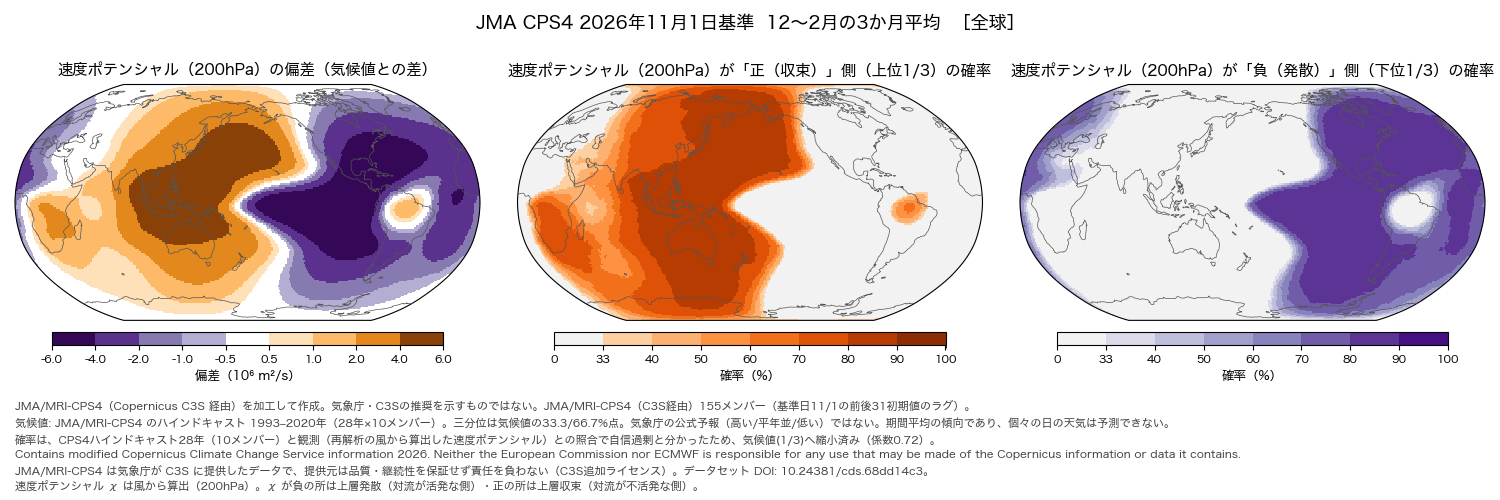 JMA CPS4 2026年11月1日基準 12～2月の3か月平均 ［全球］
速度ポテンシャル（200hPa）の偏差（気候値との差）
速度ポテンシャル（200hPa）が「正（収束）」側（上位1/3）の確率
速度ポテンシャル（200hPa）が「負（発散）」側（下位1/3）の確率
-6.0 -4.0 -2.0 -1.0 -0.5 0.5 1.0 2.0 4.0 6.0
偏差（10⁶ m²/s）
0 33 40 50 60 70 80 90 100
確率（%）
0 33 40 50 60 70 80 90 100
確率（%）
JMA/MRI-CPS4（Copernicus C3S 経由）を加工して作成。気象庁・C3Sの推奨を示すものではない。JMA/MRI-CPS4（C3S経由）155メンバー（基準日11/1の前後31初期値のラグ）。
気候値: JMA/MRI-CPS4 のハインドキャスト 1993–2020年（28年×10メンバー）。三分位は気候値の33.3/66.7%点。気象庁の公式予報（高い/平年並/低い）ではない。期間平均の傾向であり、個々の日の天気は予測できない。
確率は、CPS4ハインドキャスト28年（10メンバー）と観測（再解析の風から算出した速度ポテンシャル）との照合で自信過剰と分かったため、気候値(1/3)へ縮小済み（係数0.72）。
Contains modified Copernicus Climate Change Service information 2026. Neither the European Commission nor ECMWF is responsible for any use that may be made of the Copernicus information or data it contains.
JMA/MRI-CPS4 は気象庁が C3S に提供したデータで、提供元は品質・継続性を保証せず責任を負わない（C3S追加ライセンス）。データセット DOI: 10.24381/cds.68dd14c3。
速度ポテンシャル χ は風から算出（200hPa）。χ が負の所は上層発散（対流が活発な側）・正の所は上層収束（対流が不活発な側）。